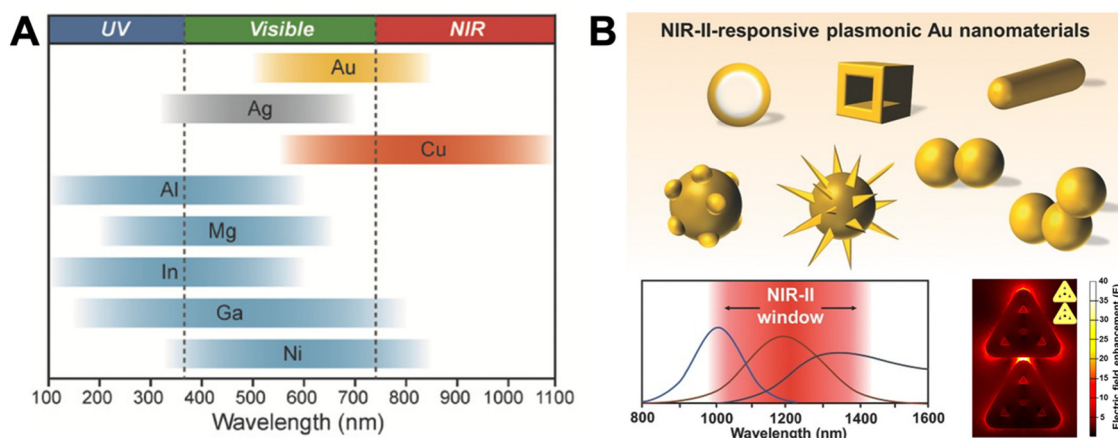 A
UV Visible NIR
Au
Ag
Cu
Al
Mg
In
Ga
Ni
100 200 300 400 500 600 700 800 900 1000 1100
Wavelength (nm)
B
NIR-II-responsive plasmonic Au nanomaterials
NIR-II
window
800 1000 1200 1400 1600
Wavelength (nm)
40
35
30
25
20
15
10
5
0
Electric field enhancement (E)